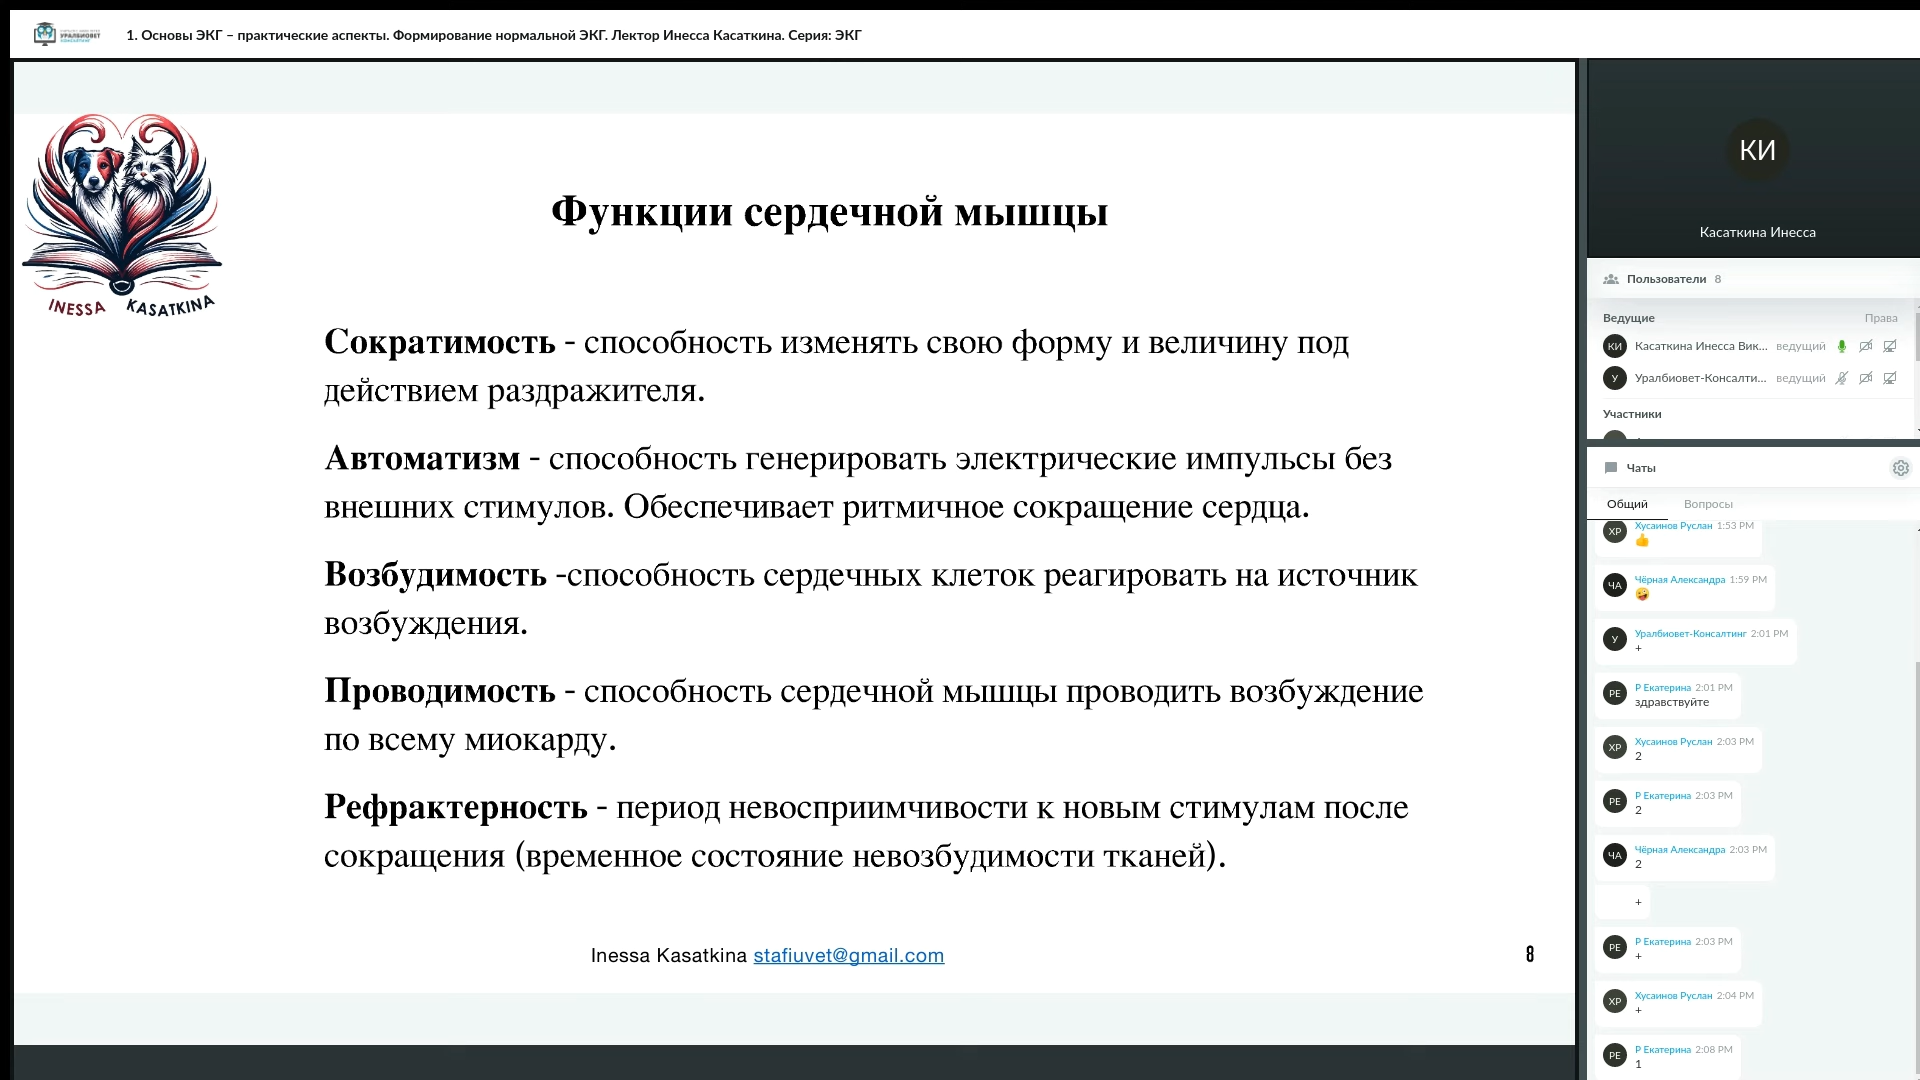 УРАЛБИОВЕТ
КОНСАЛТИНГ
1. Основы ЭКГ – практические аспекты. Формирование нормальной ЭКГ. Лектор Инесса Касаткина. Серия: ЭКГ
INESSA KASATKINA
Функции сердечной мышцы
Сократимость - способность изменять свою форму и величину под
действием раздражителя.
Автоматизм - способность генерировать электрические импульсы без
внешних стимулов. Обеспечивает ритмичное сокращение сердца.
Возбудимость -способность сердечных клеток реагировать на источник
возбуждения.
Проводимость - способность сердечной мышцы проводить возбуждение
по всему миокарду.
Рефрактерность - период невосприимчивости к новым стимулам после
сокращения (временное состояние невозбудимости тканей).
Inessa Kasatkina stafiuvet@gmail.com
8
КИ
Касаткина Инесса
Пользователи 8
Ведущие Права
КИ Касаткина Инесса Вик... ведущий
У Уралбиовет-Консалти... ведущий
Участники
Чаты
Общий Вопросы
ХР Хусаинов Руслан 1:53 PM
👍
ЧА Чёрная Александра 1:59 PM
🤪
У Уралбиовет-Консалтинг 2:01 PM
+
РЕ Р Екатерина 2:01 PM
здравствуйте
ХР Хусаинов Руслан 2:03 PM
2
РЕ Р Екатерина 2:03 PM
2
ЧА Чёрная Александра 2:03 PM
2
+
РЕ Р Екатерина 2:03 PM
+
ХР Хусаинов Руслан 2:04 PM
+
РЕ Р Екатерина 2:08 PM
1